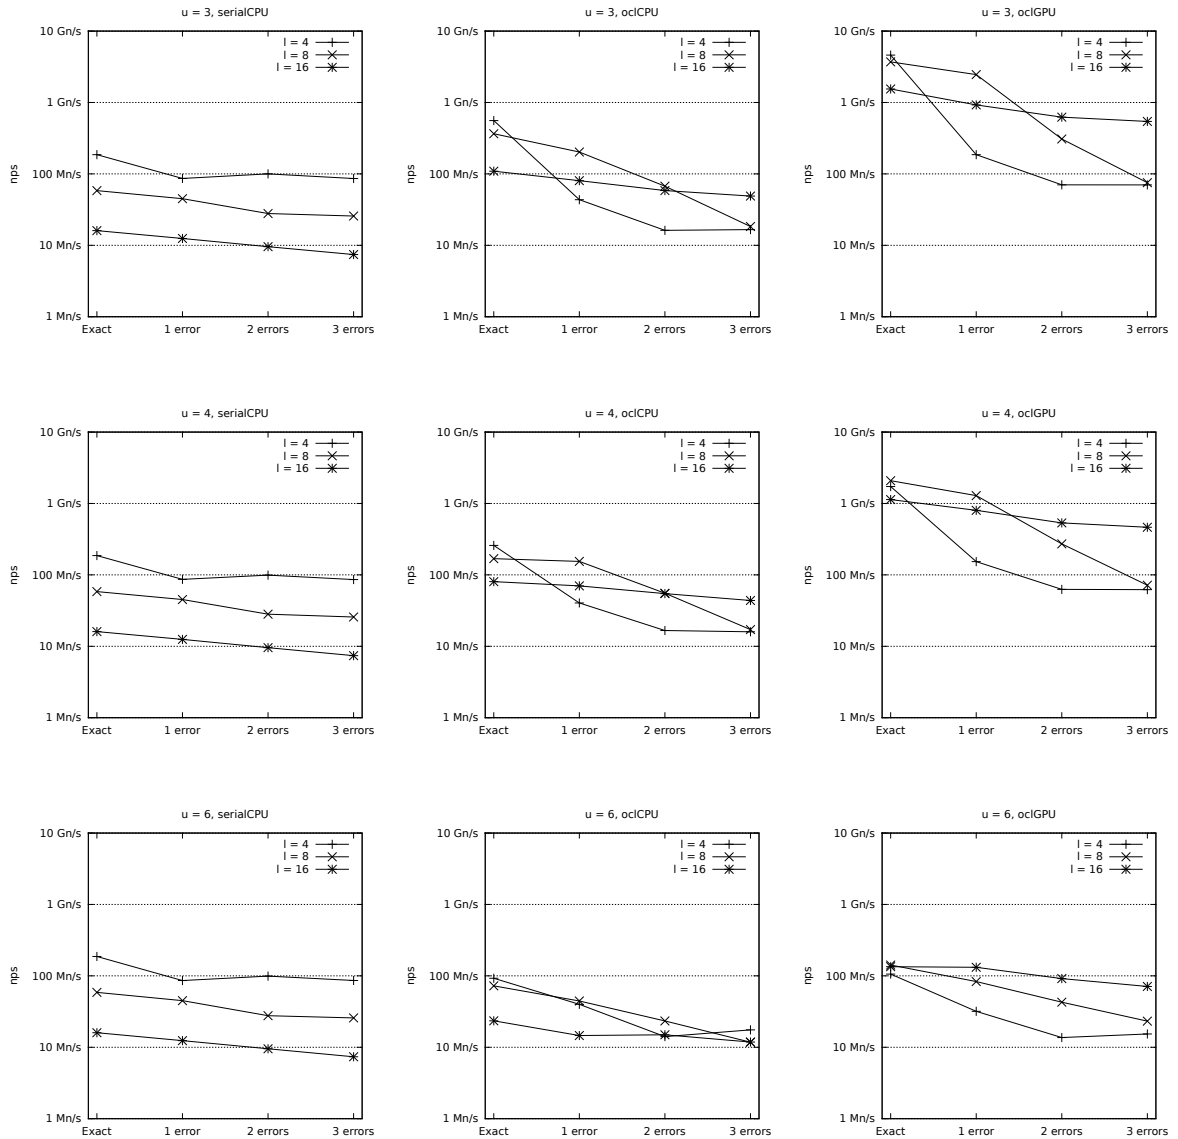 u = 3, serialCPU
10 Gn/s
1 Gn/s
100 Mn/s
10 Mn/s
1 Mn/s
nps
l = 4
l = 8
l = 16
Exact
1 error
2 errors
3 errors
u = 3, oclCPU
10 Gn/s
1 Gn/s
100 Mn/s
10 Mn/s
1 Mn/s
nps
l = 4
l = 8
l = 16
Exact
1 error
2 errors
3 errors
u = 3, oclGPU
10 Gn/s
1 Gn/s
100 Mn/s
10 Mn/s
1 Mn/s
nps
l = 4
l = 8
l = 16
Exact
1 error
2 errors
3 errors
u = 4, serialCPU
10 Gn/s
1 Gn/s
100 Mn/s
10 Mn/s
1 Mn/s
nps
l = 4
l = 8
l = 16
Exact
1 error
2 errors
3 errors
u = 4, oclCPU
10 Gn/s
1 Gn/s
100 Mn/s
10 Mn/s
1 Mn/s
nps
l = 4
l = 8
l = 16
Exact
1 error
2 errors
3 errors
u = 4, oclGPU
10 Gn/s
1 Gn/s
100 Mn/s
10 Mn/s
1 Mn/s
nps
l = 4
l = 8
l = 16
Exact
1 error
2 errors
3 errors
u = 6, serialCPU
10 Gn/s
1 Gn/s
100 Mn/s
10 Mn/s
1 Mn/s
nps
l = 4
l = 8
l = 16
Exact
1 error
2 errors
3 errors
u = 6, oclCPU
10 Gn/s
1 Gn/s
100 Mn/s
10 Mn/s
1 Mn/s
nps
l = 4
l = 8
l = 16
Exact
1 error
2 errors
3 errors
u = 6, oclGPU
10 Gn/s
1 Gn/s
100 Mn/s
10 Mn/s
1 Mn/s
nps
l = 4
l = 8
l = 16
Exact
1 error
2 errors
3 errors